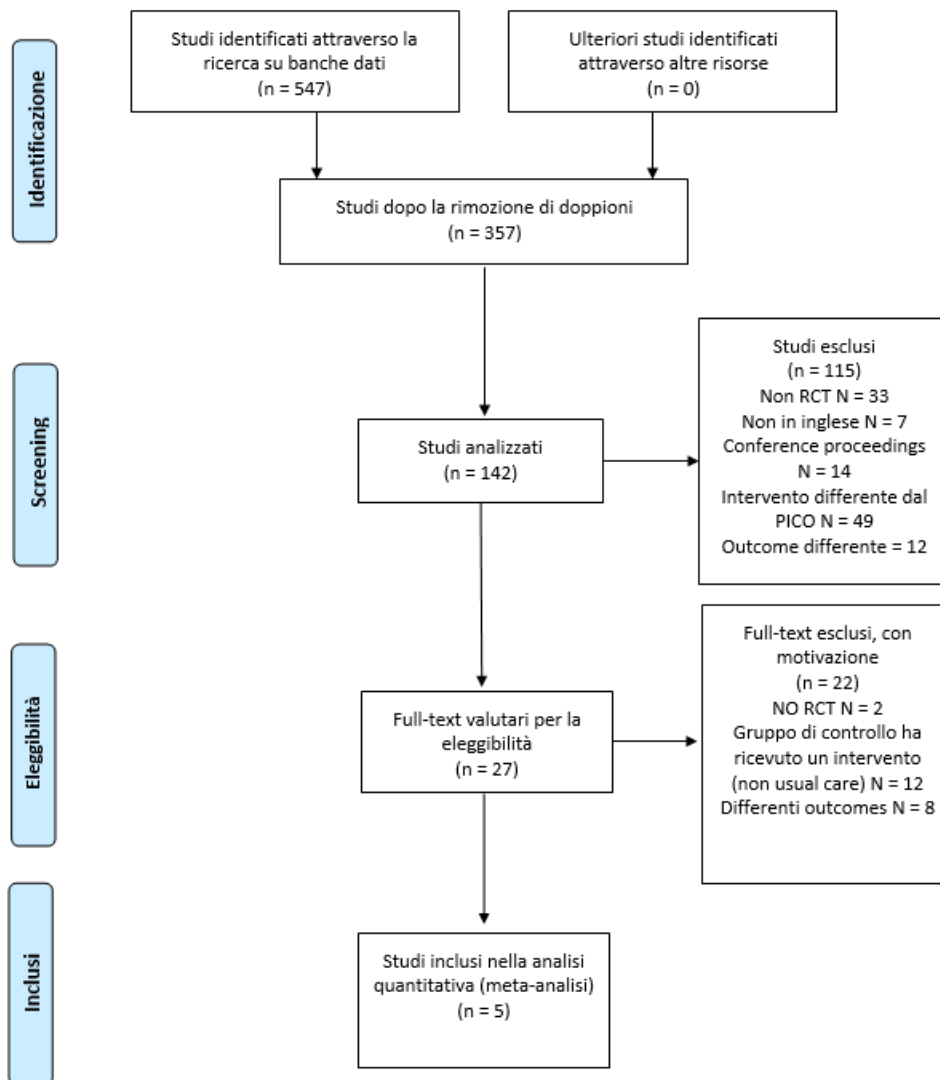 Identificazione
Studi identificati attraverso la
ricerca su banche dati
(n = 547)
Ulteriori studi identificati
attraverso altre risorse
(n = 0)
Studi dopo la rimozione di doppioni
(n = 357)
Screening
Studi analizzati
(n = 142)
Studi esclusi
(n = 115)
Non RCT N = 33
Non in inglese N = 7
Conference proceedings
N = 14
Intervento differente dal
PICO N = 49
Outcome differente = 12
Eleggibilità
Full-text valutari per la
eleggibilità
(n = 27)
Full-text esclusi, con
motivazione
(n = 22)
NO RCT N = 2
Gruppo di controllo ha
ricevuto un intervento
(non usual care) N = 12
Differenti outcomes N = 8
Inclusi
Studi inclusi nella analisi
quantitativa (meta-analisi)
(n = 5)